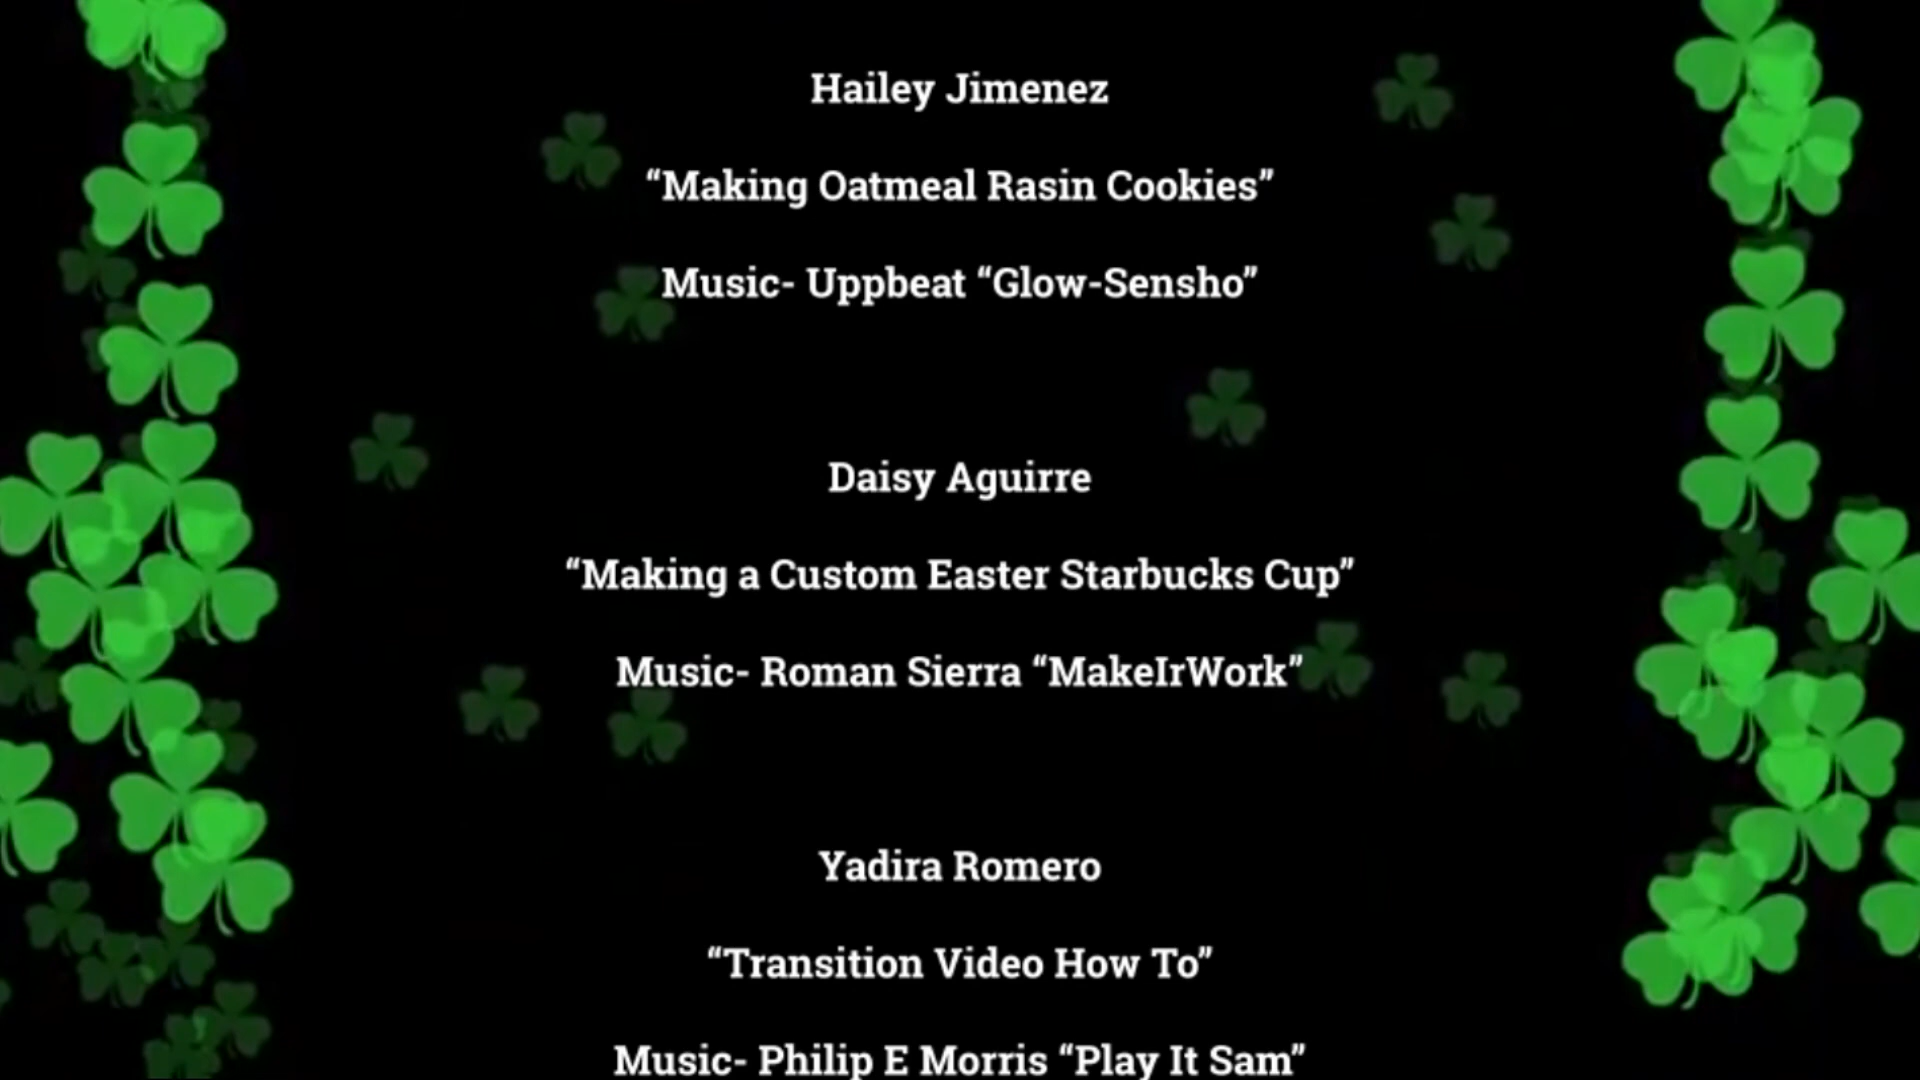 Hailey Jimenez
“Making Oatmeal Rasin Cookies”
Music- Uppbeat “Glow-Sensho”
Daisy Aguirre
“Making a Custom Easter Starbucks Cup”
Music- Roman Sierra “MakeIrWork”
Yadira Romero
“Transition Video How To”
Music- Philip E Morris “Play It Sam”